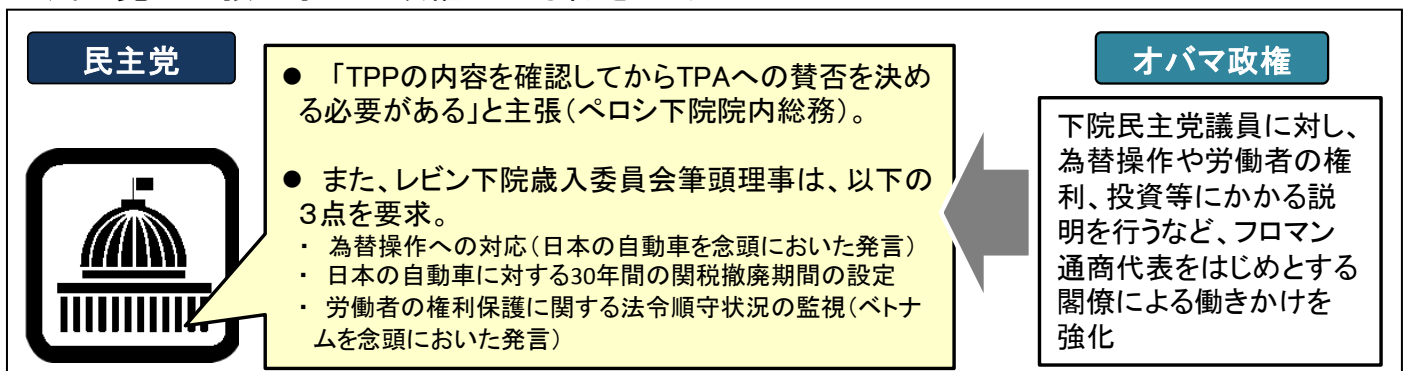 民主党
● 「TPPの内容を確認してからTPAへの賛否を決め
る必要がある」と主張（ペロシ下院院内総務）。
● また、レビン下院歳入委員会筆頭理事は、以下の
３点を要求。
・ 為替操作への対応（日本の自動車を念頭においた発言）
・ 日本の自動車に対する30年間の関税撤廃期間の設定
・ 労働者の権利保護に関する法令順守状況の監視（ベトナ
ムを念頭においた発言）
オバマ政権
下院民主党議員に対し、
為替操作や労働者の権
利、投資等にかかる説
明を行うなど、フロマン
通商代表をはじめとする
閣僚による働きかけを
強化